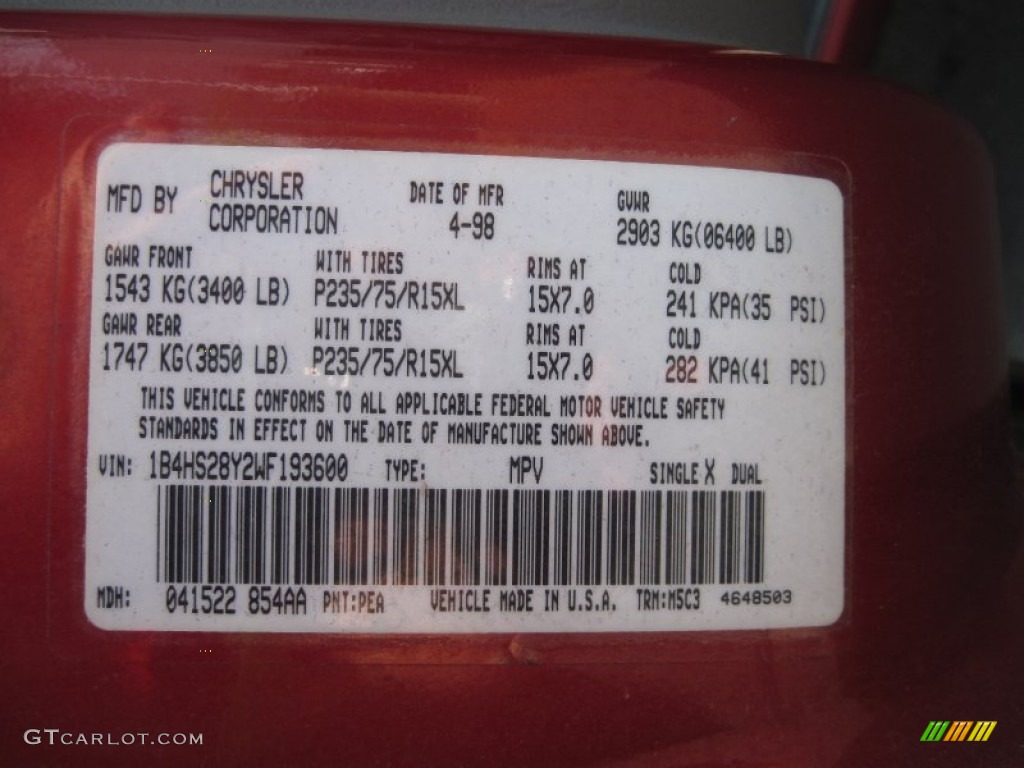 MFD BY CHRYSLER CORPORATION DATE OF MFR 4-98 GVWR 2903 KG(06400 LB)
GAWR FRONT WITH TIRES RIMS AT COLD
1543 KG(3400 LB) P235/75/R15XL 15X7.0 241 KPA(35 PSI)
GAWR REAR WITH TIRES RIMS AT COLD
1747 KG(3850 LB) P235/75/R15XL 15X7.0 282 KPA(41 PSI)
THIS VEHICLE CONFORMS TO ALL APPLICABLE FEDERAL MOTOR VEHICLE SAFETY
STANDARDS IN EFFECT ON THE DATE OF MANUFACTURE SHOWN ABOVE.
VIN: 1B4HS28Y2WF193600 TYPE: MPV SINGLE X DUAL
MDH: 041522 854AA PNT:PEA VEHICLE MADE IN U.S.A. TRM:M5C3 4648503
GTCARLOT.COM